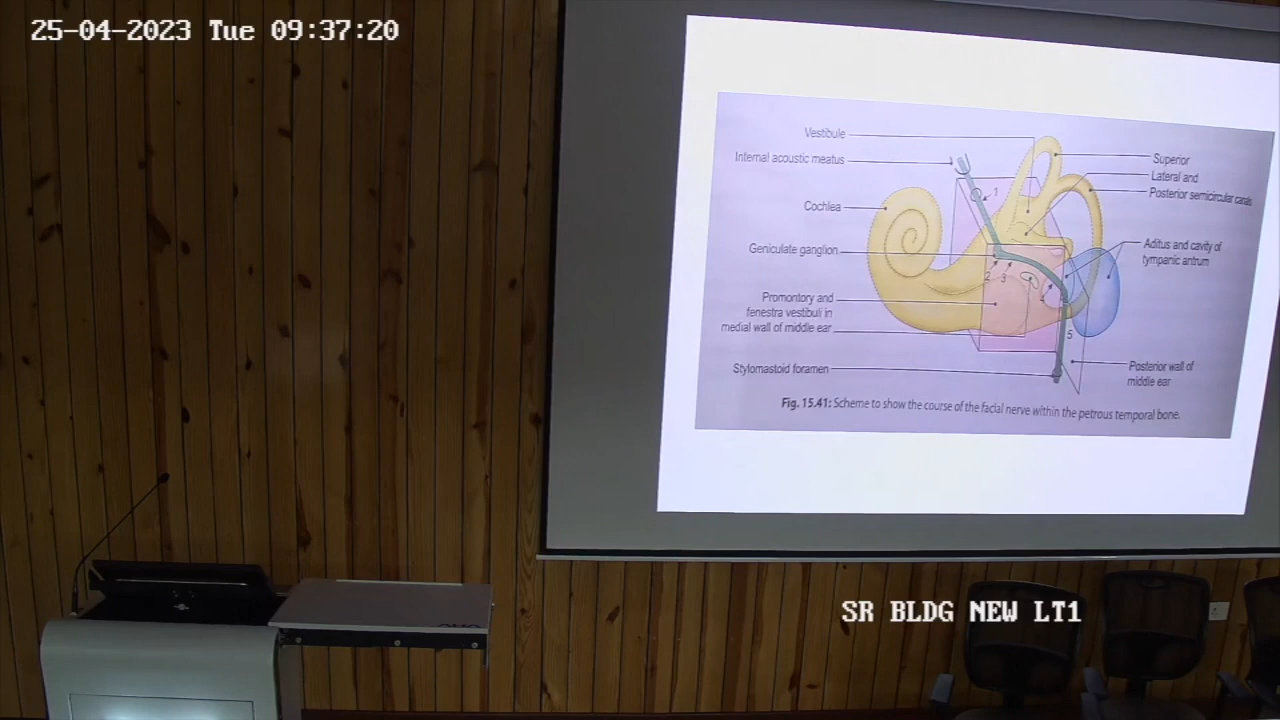 25-04-2023 Tue 09:37:20
Vestibule
Internal acoustic meatus
Cochlea
Geniculate ganglion
Promontory and
fenestra vestibuli in
medial wall of middle ear
Stylomastoid foramen
Superior
Lateral and
Posterior semicircular canals
Aditus and cavity of
tympanic antrum
Posterior wall of
middle ear
1
2
3
4
5
Fig. 15.41: Scheme to show the course of the facial nerve within the petrous temporal bone.
SR BLDG NEW LT1